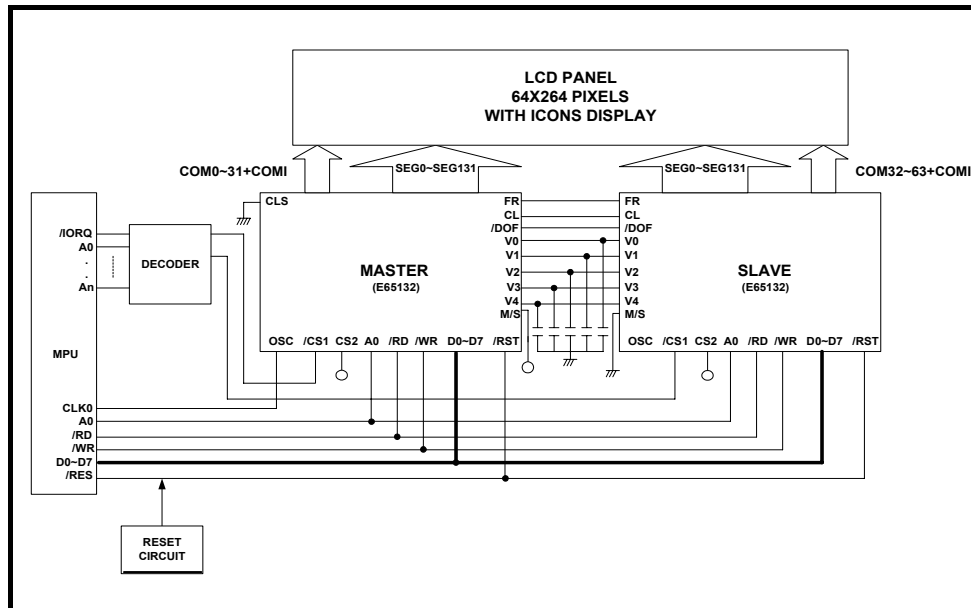 LCD PANEL
64X264 PIXELS
WITH ICONS DISPLAY
COM0~31+COMI
SEG0~SEG131
SEG0~SEG131
COM32~63+COMI
CLS
FR
CL
/DOF
V0
V1
V2
V3
V4
M/S
MASTER
(E65132)
OSC /CS1 CS2 A0 /RD /WR D0~D7 /RST
FR
CL
/DOF
V0
V1
V2
V3
V4
M/S
SLAVE
(E65132)
OSC /CS1 CS2 A0 /RD /WR D0~D7 /RST
/IORQ
A0
.
.
An
DECODER
MPU
CLK0
A0
/RD
/WR
D0~D7
/RES
RESET
CIRCUIT